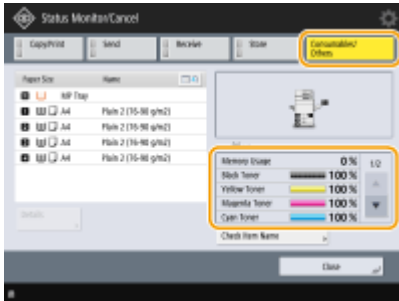 Status Monitor/Cancel
Copy/Print
Send
Receive
Store
Consumables/
Others
Paper Size
Name
MP Tray
A4 Plain 2 (76-90 g/m2)
A4 Plain 2 (76-90 g/m2)
A4 Plain 2 (76-90 g/m2)
A4 Plain 2 (76-90 g/m2)
Memory Usage 0 %
Black Toner 100 %
Yellow Toner 100 %
Magenta Toner 100 %
Cyan Toner 100 %
1/2
Details
Check Item Name
Close